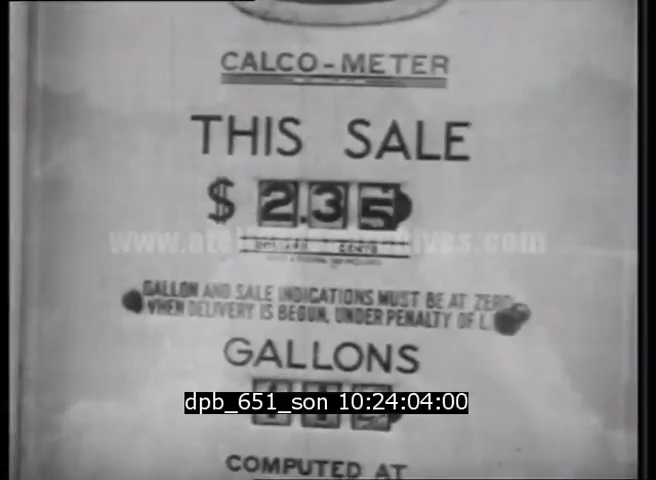 CALCO-METER
THIS SALE
$ 2.35
CENTS
GALLON AND SALE INDICATIONS MUST BE AT ZERO
WHEN DELIVERY IS BEGUN, UNDER PENALTY OF L
GALLONS
dpb_651_son 10:24:04:00
COMPUTED AT